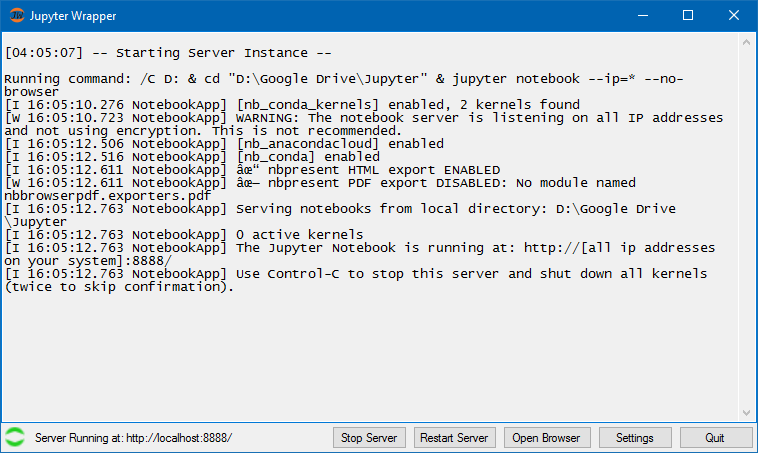 Jupyter Wrapper
[04:05:07] -- Starting Server Instance --
Running command: /C D: & cd "D:\Google Drive\Jupyter" & jupyter notebook --ip=* --no-
browser
[I 16:05:10.276 NotebookApp] [nb_conda_kernels] enabled, 2 kernels found
[W 16:05:10.723 NotebookApp] WARNING: The notebook server is listening on all IP addresses
and not using encryption. This is not recommended.
[I 16:05:12.506 NotebookApp] [nb_anacondacloud] enabled
[I 16:05:12.516 NotebookApp] [nb_conda] enabled
[I 16:05:12.611 NotebookApp] âœ“ nbpresent HTML export ENABLED
[W 16:05:12.611 NotebookApp] âœ— nbpresent PDF export DISABLED: No module named
nbbrowserpdf.exporters.pdf
[I 16:05:12.763 NotebookApp] Serving notebooks from local directory: D:\Google Drive
\Jupyter
[I 16:05:12.763 NotebookApp] 0 active kernels
[I 16:05:12.763 NotebookApp] The Jupyter Notebook is running at: http://[all ip addresses
on your system]:8888/
[I 16:05:12.763 NotebookApp] Use Control-C to stop this server and shut down all kernels
(twice to skip confirmation).
Server Running at: http://localhost:8888/ Stop Server Restart Server Open Browser Settings Quit